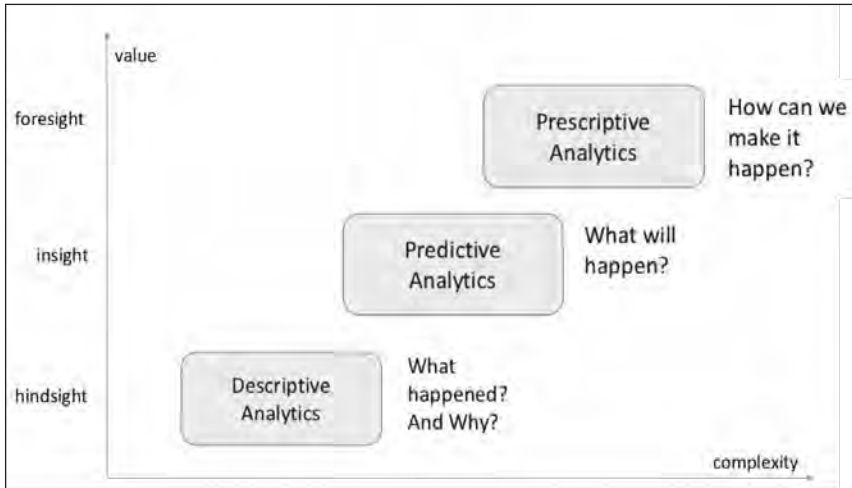 value
foresight
Prescriptive
Analytics
How can we
make it
happen?
insight
Predictive
Analytics
What will
happen?
hindsight
Descriptive
Analytics
What
happened?
And Why?
complexity